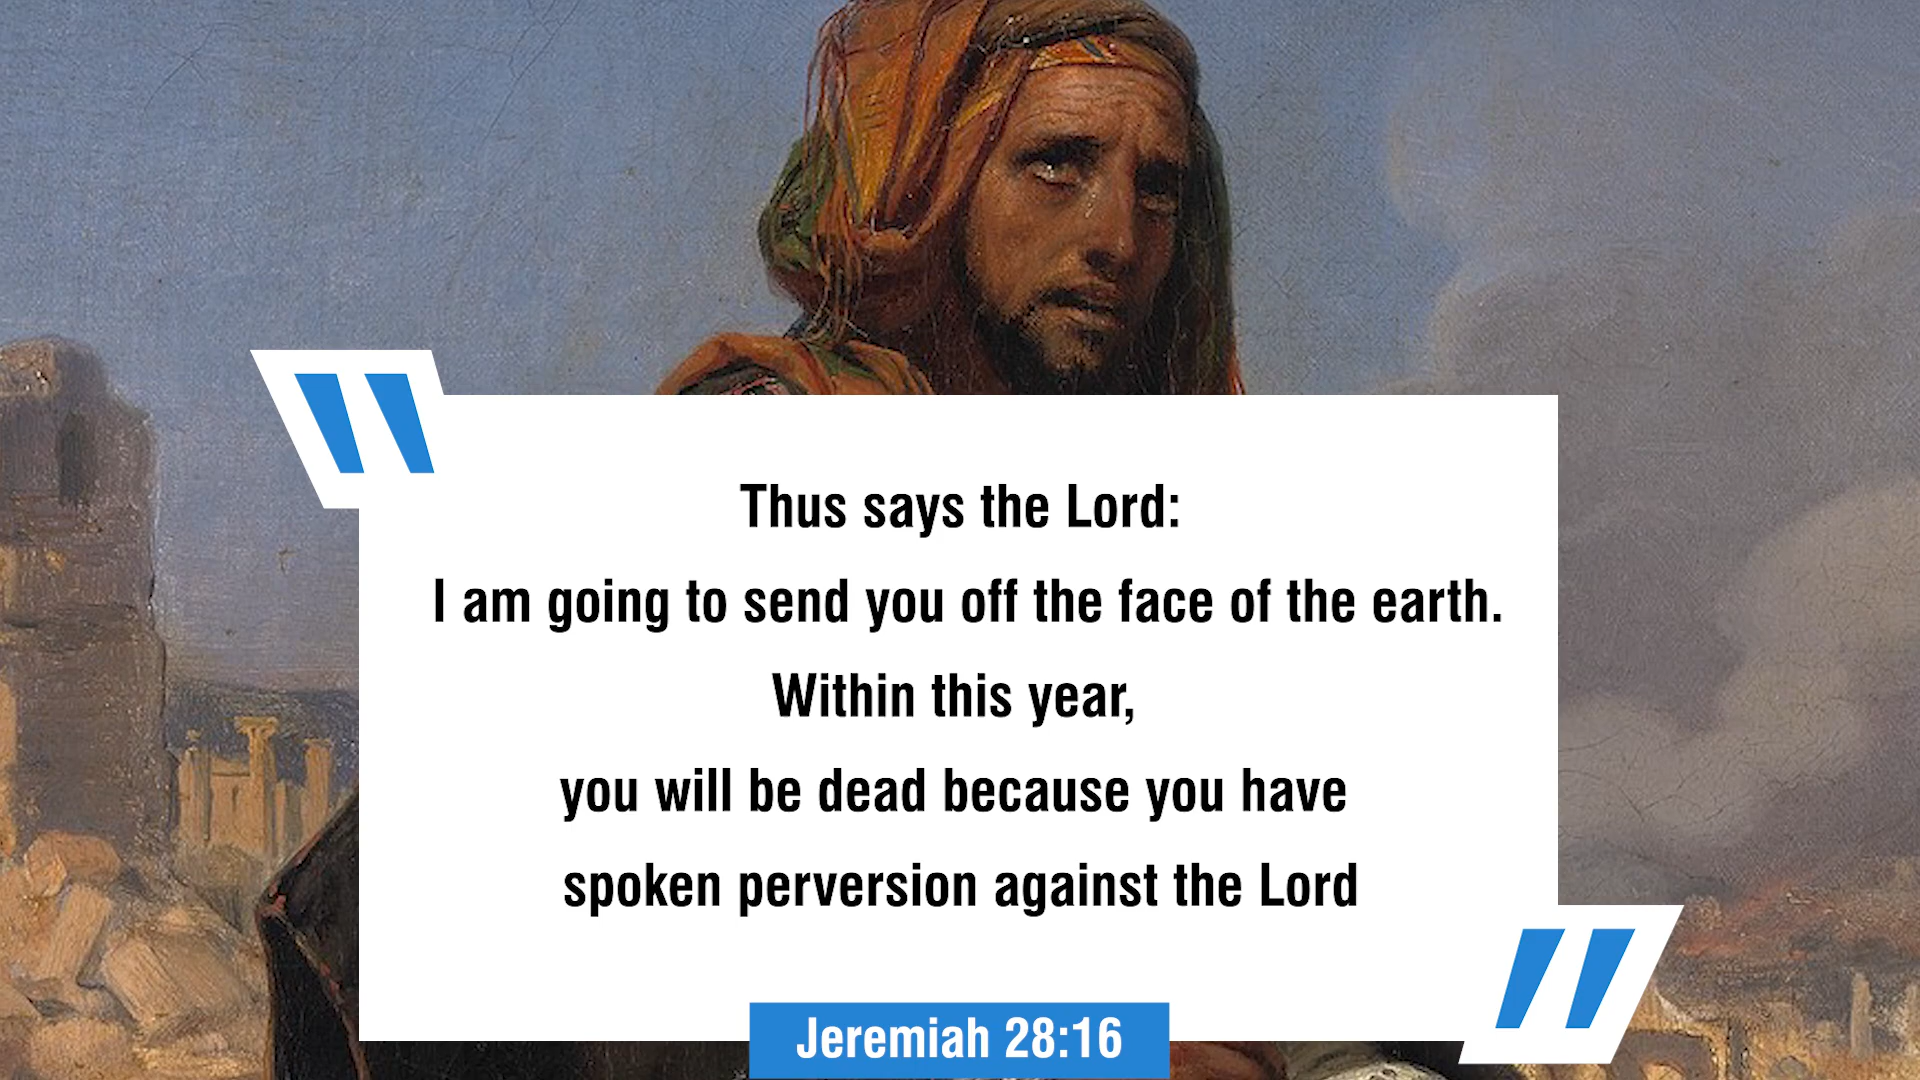 Thus says the Lord:
I am going to send you off the face of the earth.
Within this year,
you will be dead because you have
spoken perversion against the Lord
Jeremiah 28:16